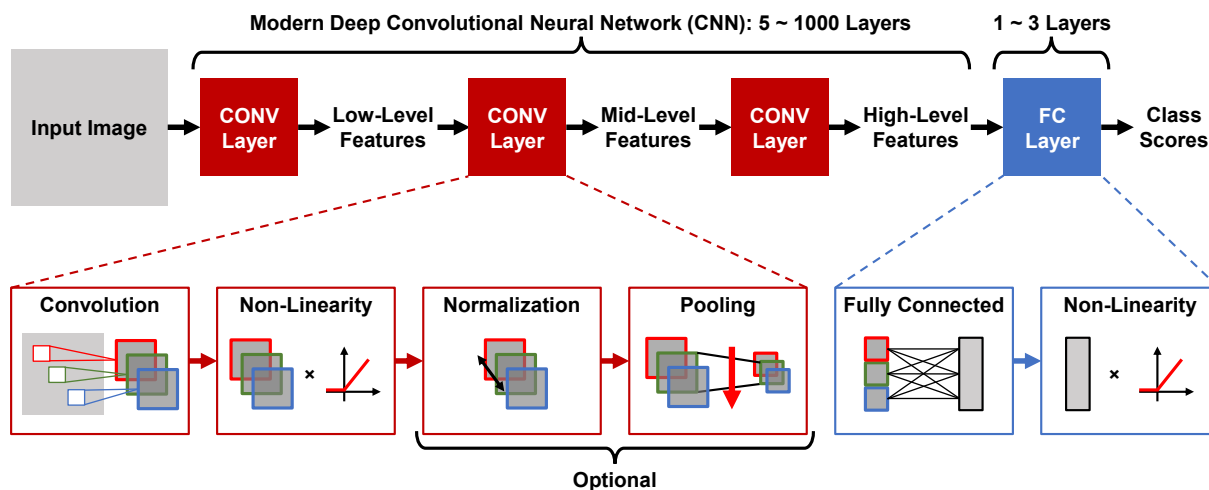 Modern Deep Convolutional Neural Network (CNN): 5 ~ 1000 Layers
1 ~ 3 Layers
Input Image
CONV
Layer
Low-Level
Features
CONV
Layer
Mid-Level
Features
CONV
Layer
High-Level
Features
FC
Layer
Class
Scores
Convolution
Non-Linearity
×
Normalization
Pooling
Fully Connected
Non-Linearity
×
Optional